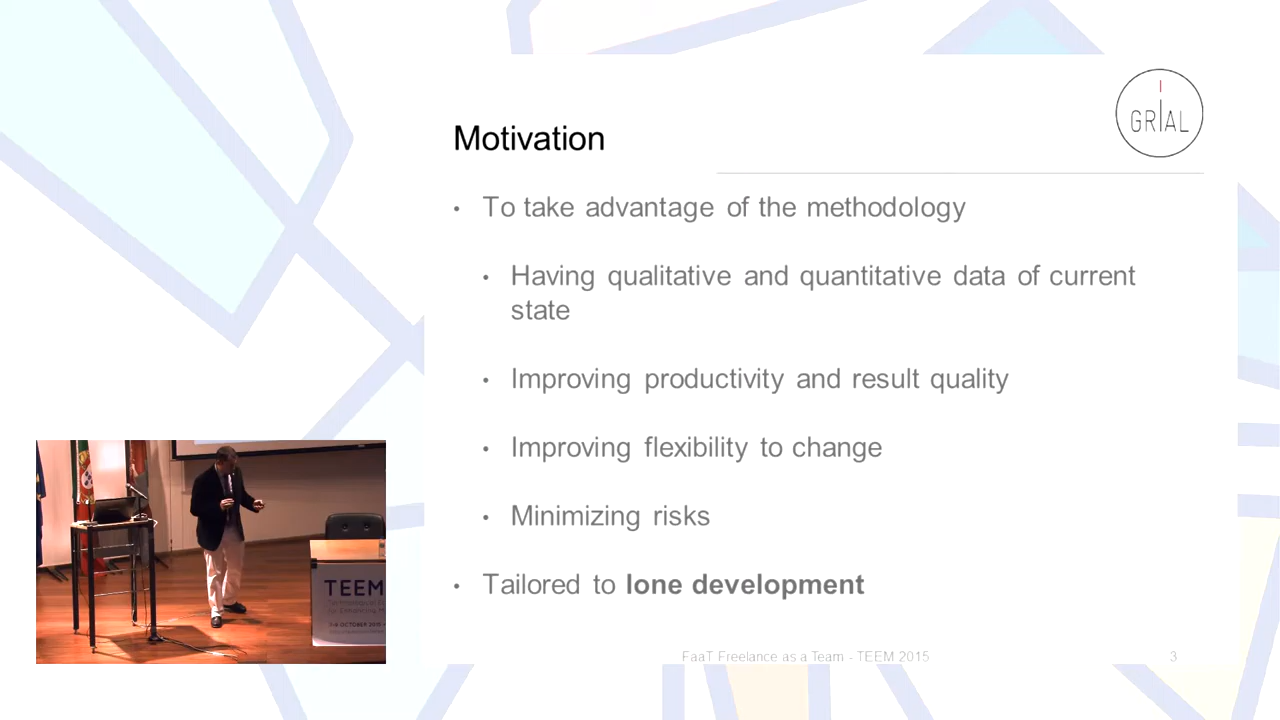 GRIAL
Motivation
• To take advantage of the methodology
• Having qualitative and quantitative data of current
state
• Improving productivity and result quality
• Improving flexibility to change
• Minimizing risks
• Tailored to lone development
TEEM
FaaT Freelance as a Team - TEEM 2015
3